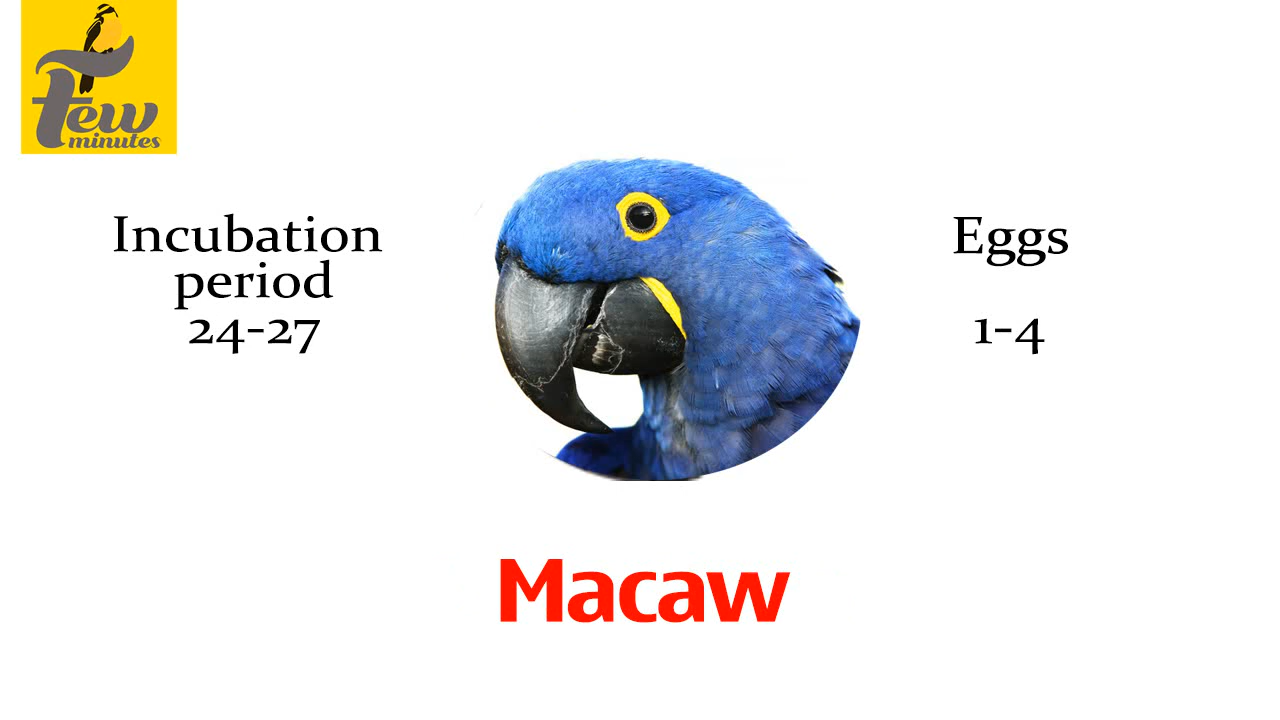 Few
minutes
Incubation
period
24-27
Eggs
1-4
Macaw